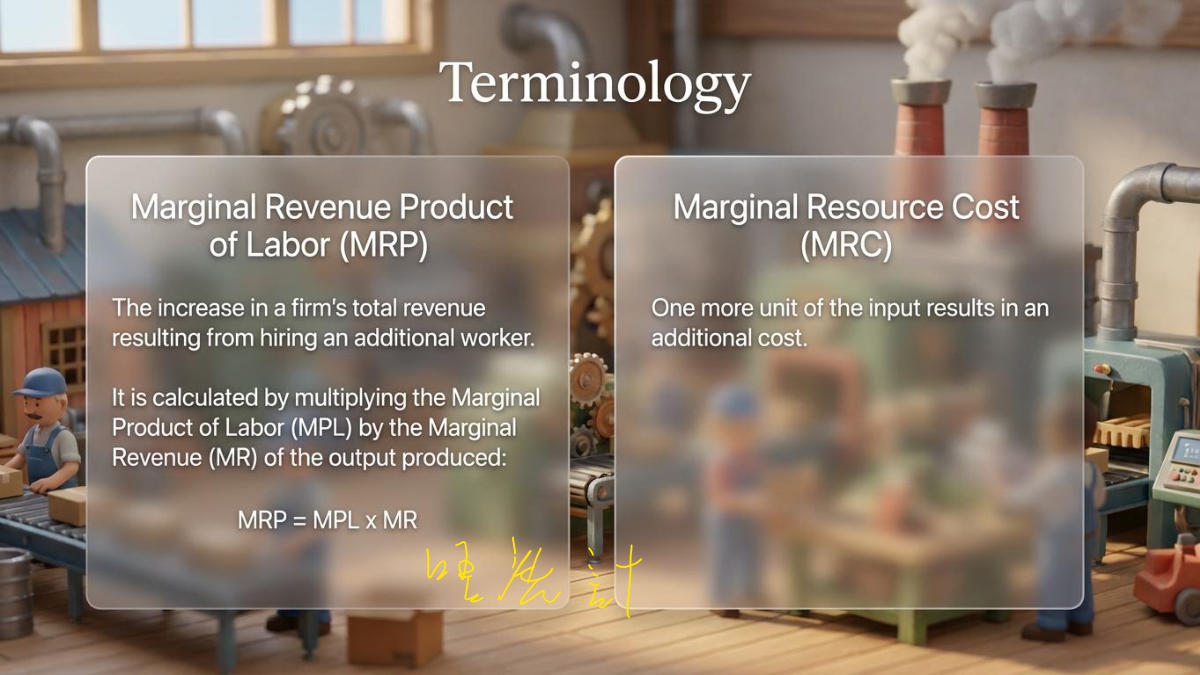 Terminology
Marginal Revenue Product
of Labor (MRP)
The increase in a firm's total revenue
resulting from hiring an additional worker.
It is calculated by multiplying the Marginal
Product of Labor (MPL) by the Marginal
Revenue (MR) of the output produced:
MRP = MPL x MR
Marginal Resource Cost
(MRC)
One more unit of the input results in an
additional cost.